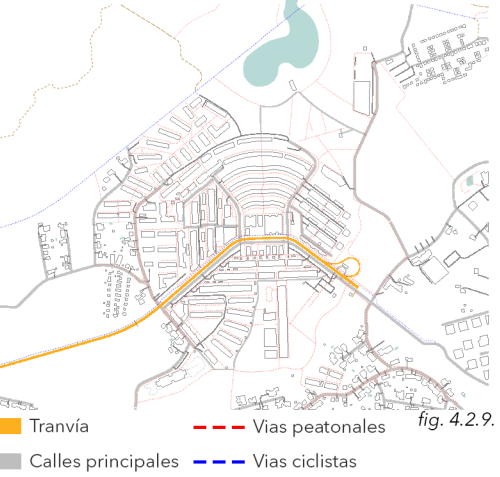 Tranvía
Vias peatonales
fig. 4.2.9.
Calles principales
Vias ciclistas